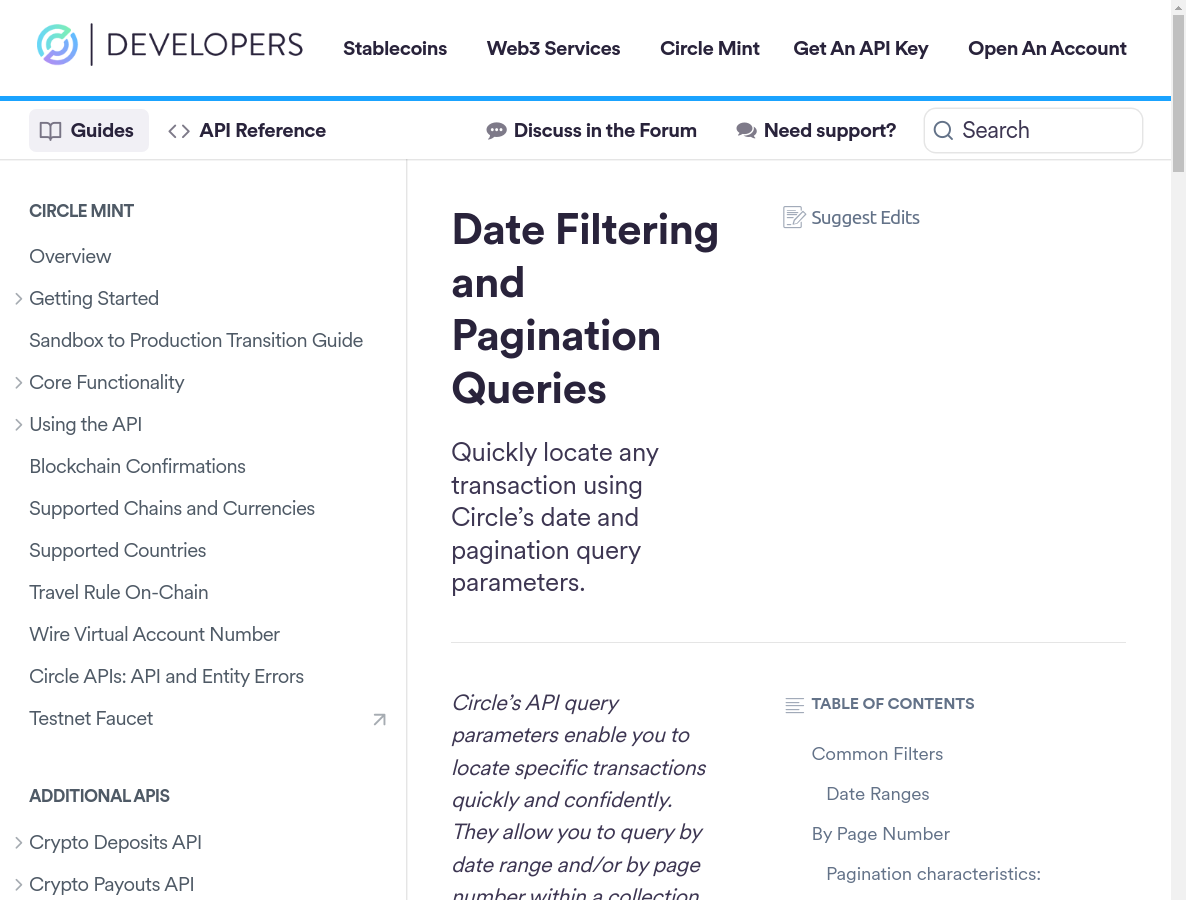 DEVELOPERS
Stablecoins
Web3 Services
Circle Mint
Get An API Key
Open An Account
Guides
API Reference
Discuss in the Forum
Need support?
Search
CIRCLE MINT
Overview
Getting Started
Sandbox to Production Transition Guide
Core Functionality
Using the API
Blockchain Confirmations
Supported Chains and Currencies
Supported Countries
Travel Rule On-Chain
Wire Virtual Account Number
Circle APIs: API and Entity Errors
Testnet Faucet
ADDITIONAL APIS
Crypto Deposits API
Crypto Payouts API
Date Filtering
and
Pagination
Queries
Suggest Edits
Quickly locate any
transaction using
Circle’s date and
pagination query
parameters.
Circle’s API query
parameters enable you to
locate specific transactions
quickly and confidently.
They allow you to query by
date range and/or by page
number within a collection
TABLE OF CONTENTS
Common Filters
Date Ranges
By Page Number
Pagination characteristics: